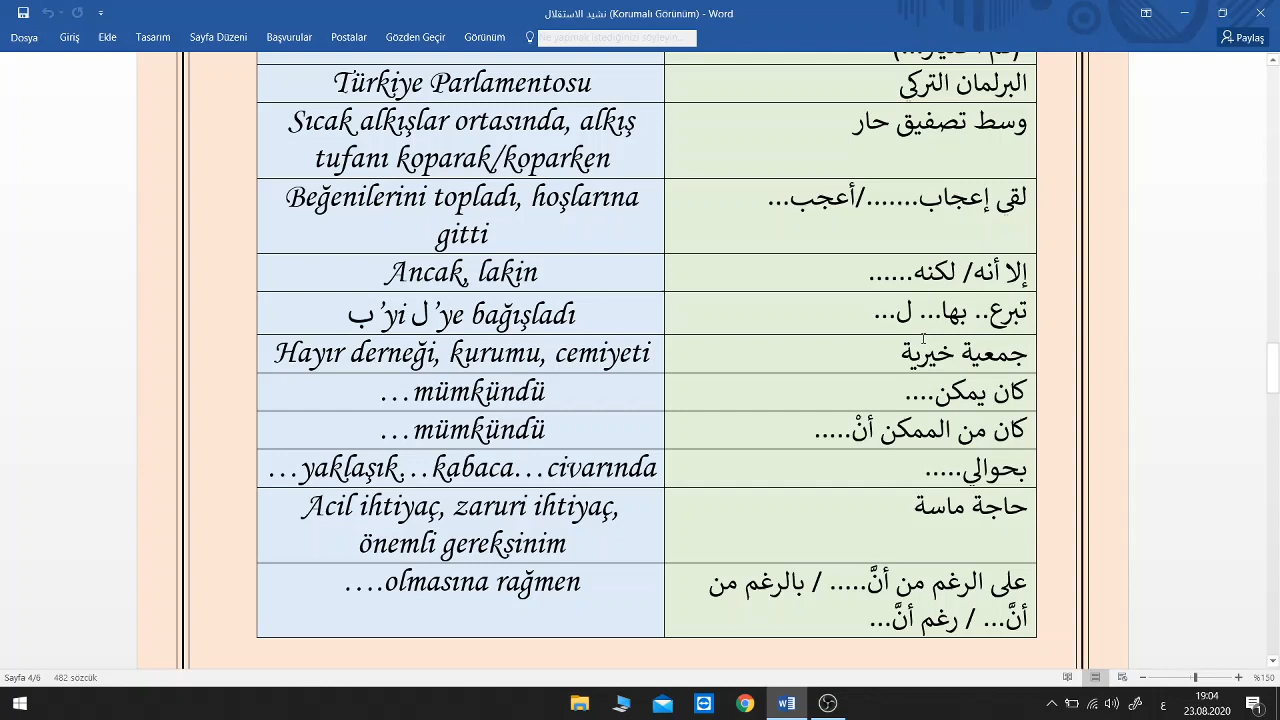 نشيد الاستقلال (Korumalı Görünüm) - Word
Dosya Giriş Ekle Tasarım Sayfa Düzeni Başvurular Postalar Gözden Geçir Görünüm Ne yapmak istediğinizi söyleyin... Paylaş
Türkiye Parlamentosu
البرلمان التركي
Sıcak alkışlar ortasında, alkış
tufanı koparak/koparken
وسط تصفيق حار
Beğenilerini topladı, hoşlarına
gitti
لقى إعجاب......./أعجب...
Ancak, lakin
إلا أنه/ لكنه......
ب ’yi ل ’ye bağışladı
تبرع.. بها... ل...
Hayır derneği, kurumu, cemiyeti
جمعية خيرية
…mümkündü
كان يمكن....
…mümkündü
كان من الممكن أنْ.....
…yaklaşık…kabaca…civarında
بحوالي.....
Acil ihtiyaç, zaruri ihtiyaç,
önemli gereksinim
حاجة ماسة
….olmasına rağmen
على الرغم من أنَّ..... / بالرغم من
أنَّ... / رغم أنَّ...
Sayfa 4/6 482 sözcük %150
19:04
ع
23.08.2020